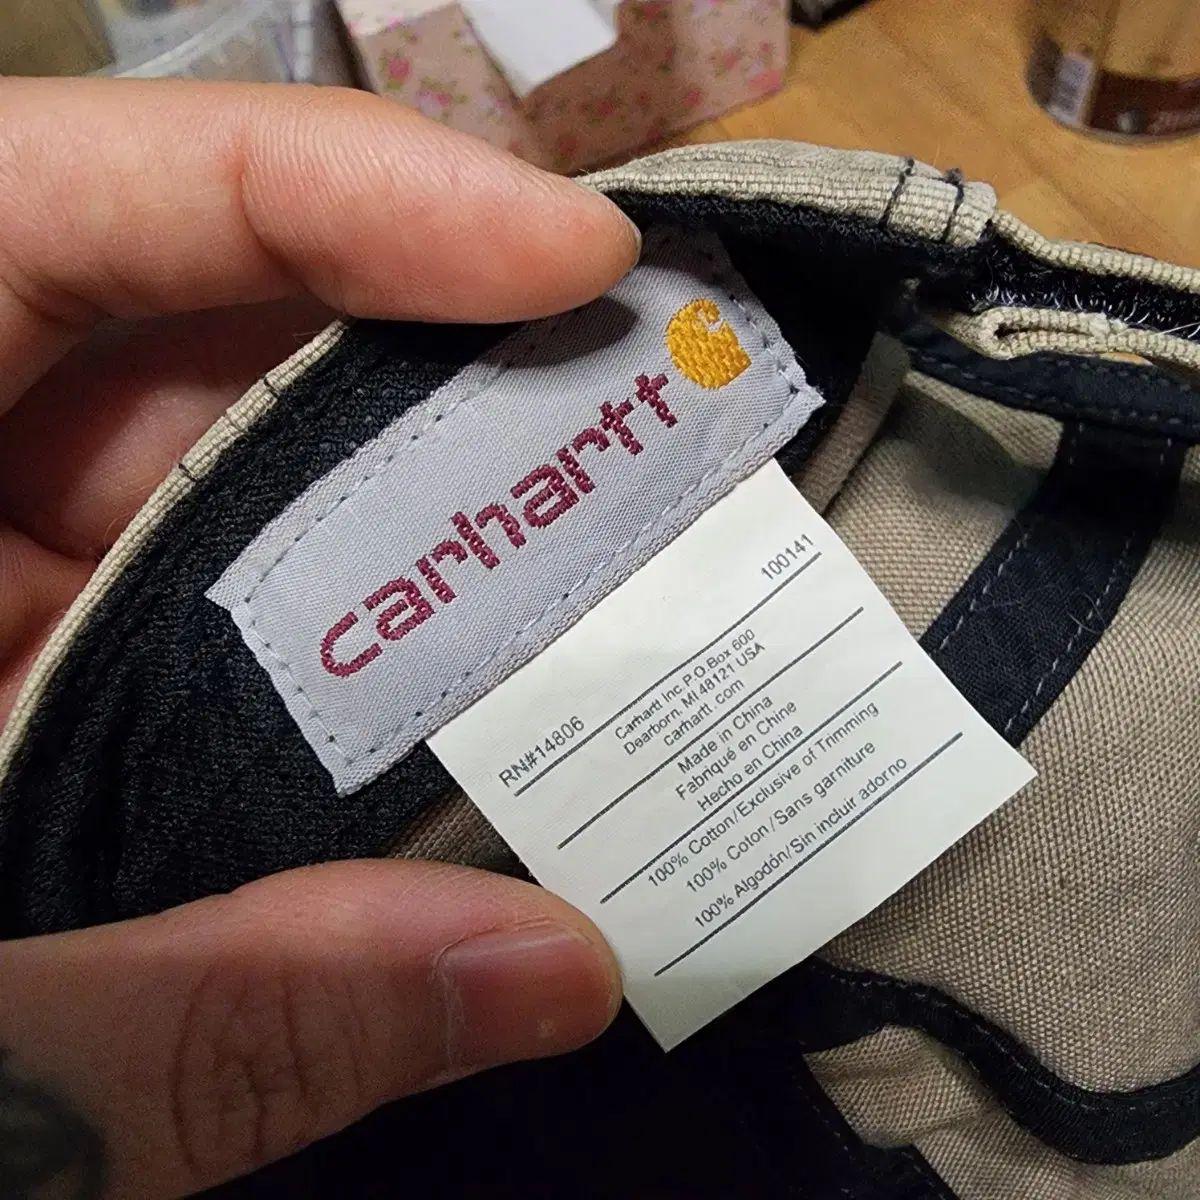 carhartt
RN#14806 100141
Carhartt Inc.P.O.Box 600
Dearborn, MI 48121 USA
carhartt .com
Made in China
Fabriqué en Chine
Hecho en China
100% Cotton/Exclusive of Trimming
100% Coton/Sans garniture
100% Algodón/Sin incluir adorno